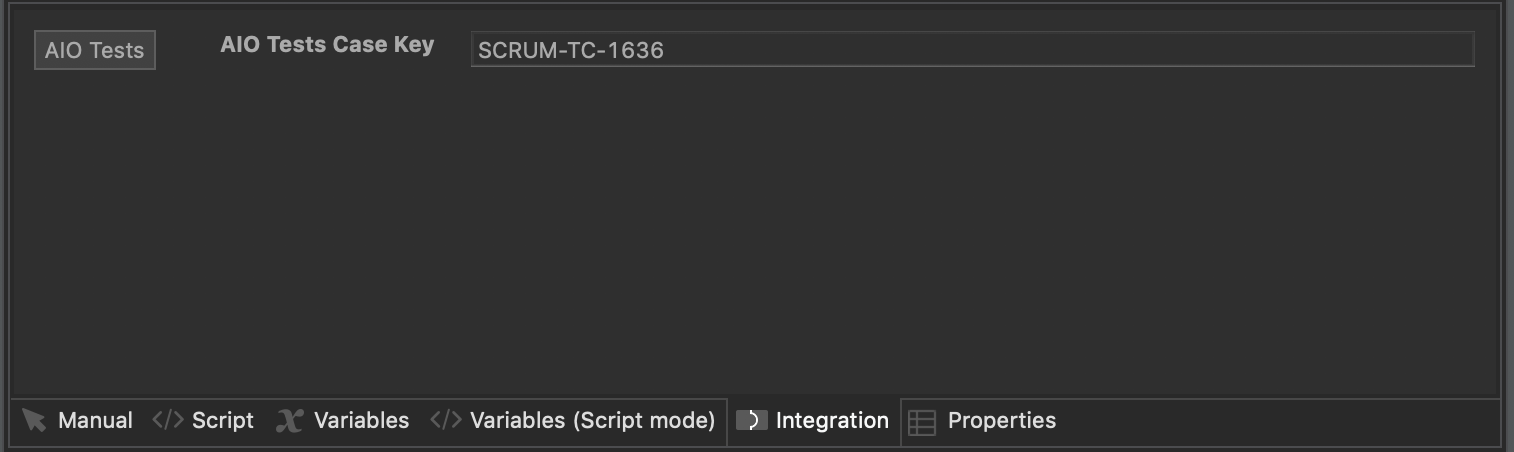 AIO Tests AIO Tests Case Key SCRUM-TC-1636
Manual Script Variables Variables (Script mode) Integration Properties